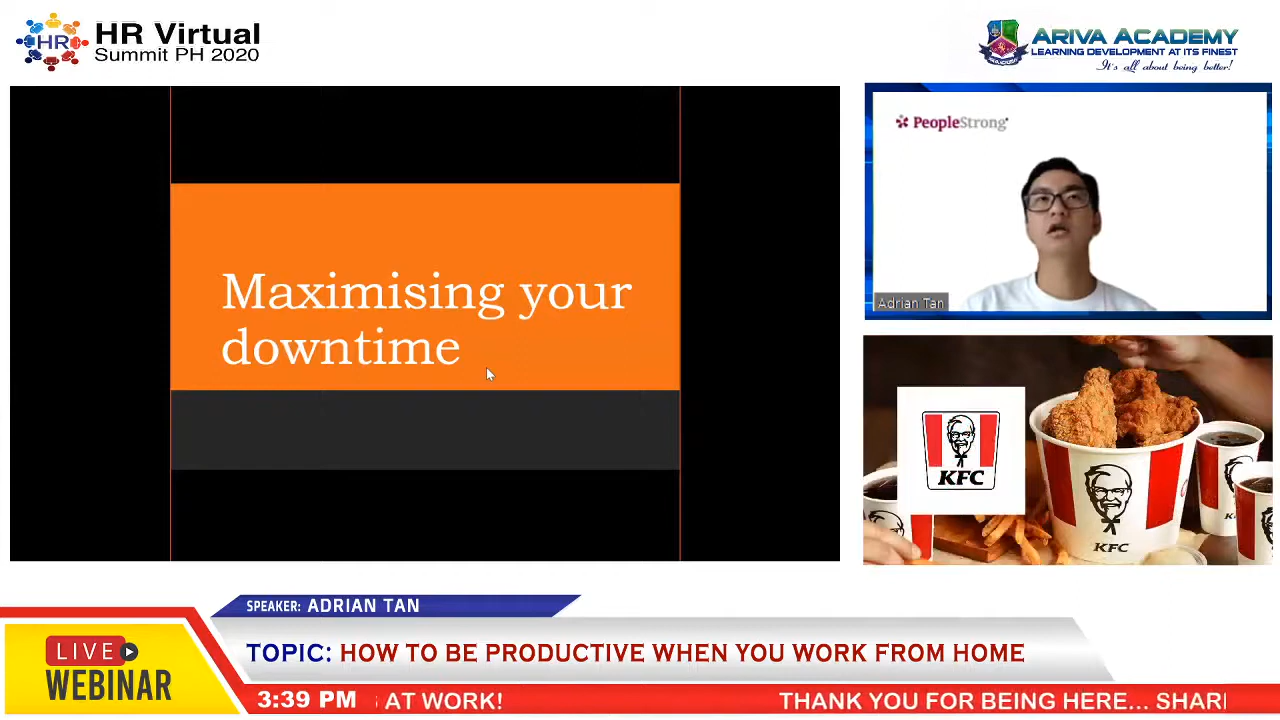 HR Virtual
Summit PH 2020
HR
ARIVA ACADEMY
LEARNING DEVELOPMENT AT ITS FINEST
It's all about being better!
Maximising your
downtime
PeopleStrong
Adrian Tan
KFC
KFC
SPEAKER: ADRIAN TAN
TOPIC: HOW TO BE PRODUCTIVE WHEN YOU WORK FROM HOME
LIVE
WEBINAR
3:39 PM
AT WORK!
THANK YOU FOR BEING HERE... SHARI